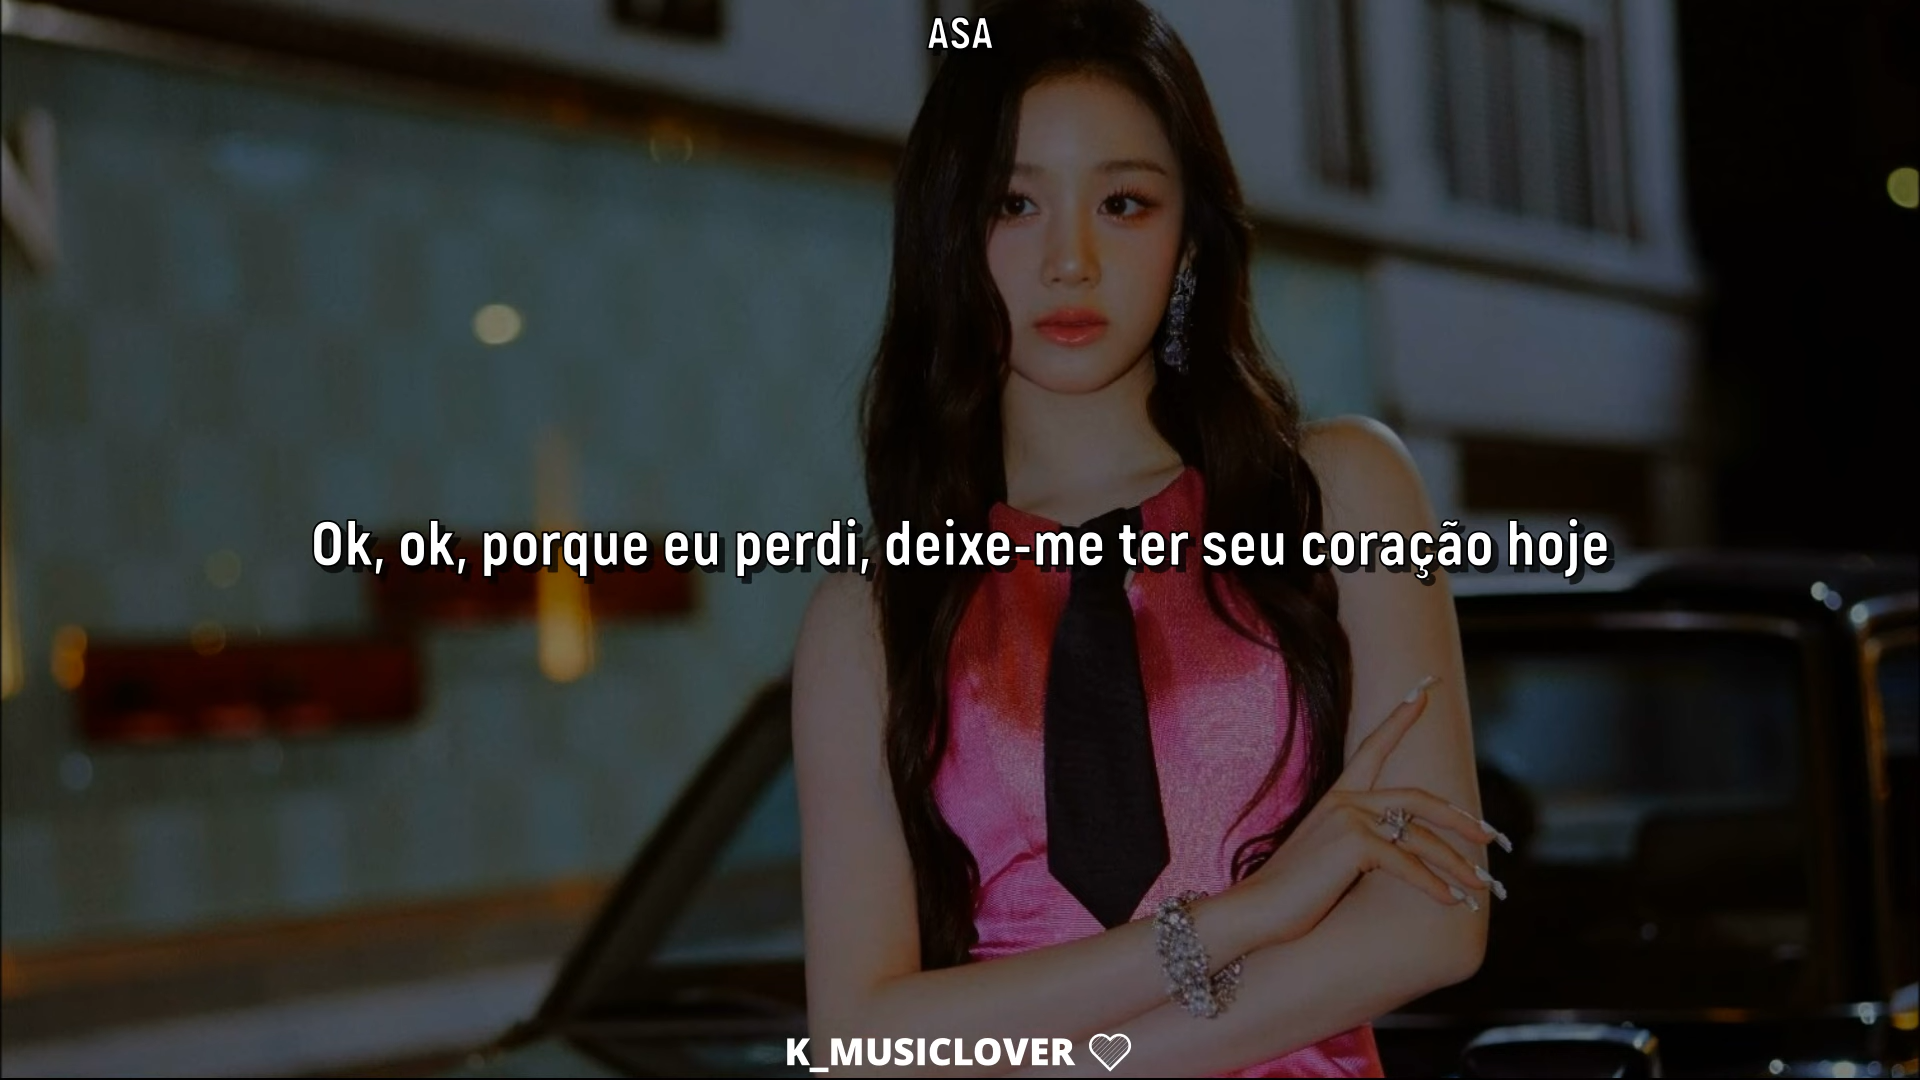 ASA
Ok, ok, porque eu perdi, deixe-me ter seu coração hoje
K_MUSICLOVER